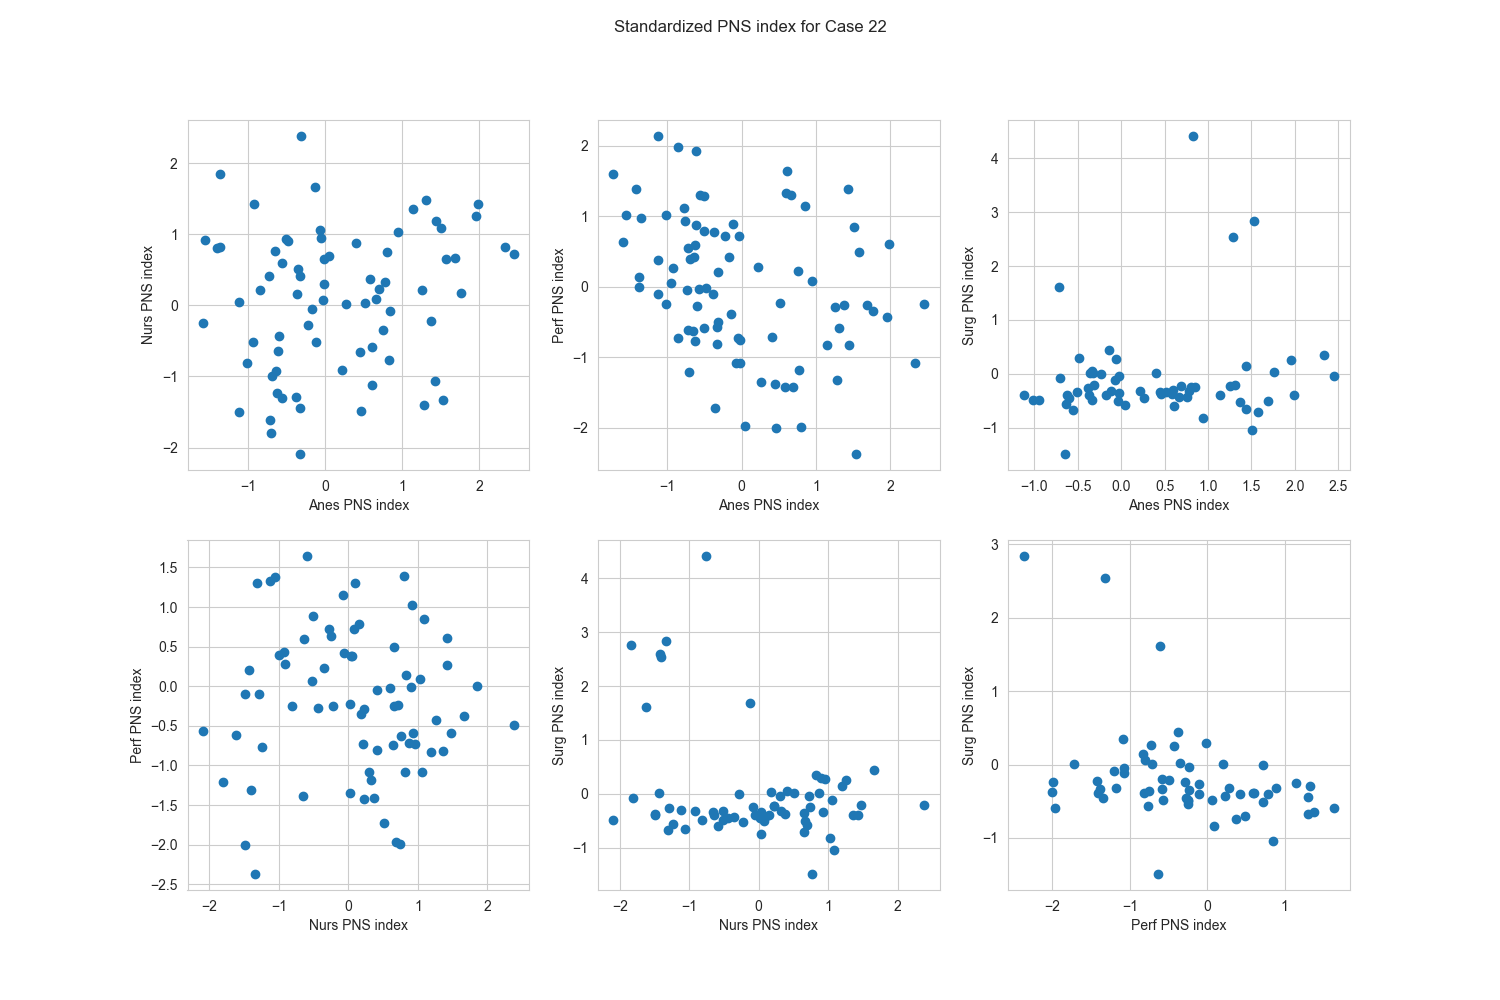 Standardized PNS index for Case 22
Nurs PNS index
2
1
0
−1
−2
−1 0 1 2
Anes PNS index
Perf PNS index
2
1
0
−1
−2
−1 0 1 2
Anes PNS index
Surg PNS index
4
3
2
1
0
−1
−1.0 −0.5 0.0 0.5 1.0 1.5 2.0 2.5
Anes PNS index
Perf PNS index
1.5
1.0
0.5
0.0
−0.5
−1.0
−1.5
−2.0
−2.5
−2 −1 0 1 2
Nurs PNS index
Surg PNS index
4
3
2
1
0
−1
−2 −1 0 1 2
Nurs PNS index
Surg PNS index
3
2
1
0
−1
−2 −1 0 1
Perf PNS index